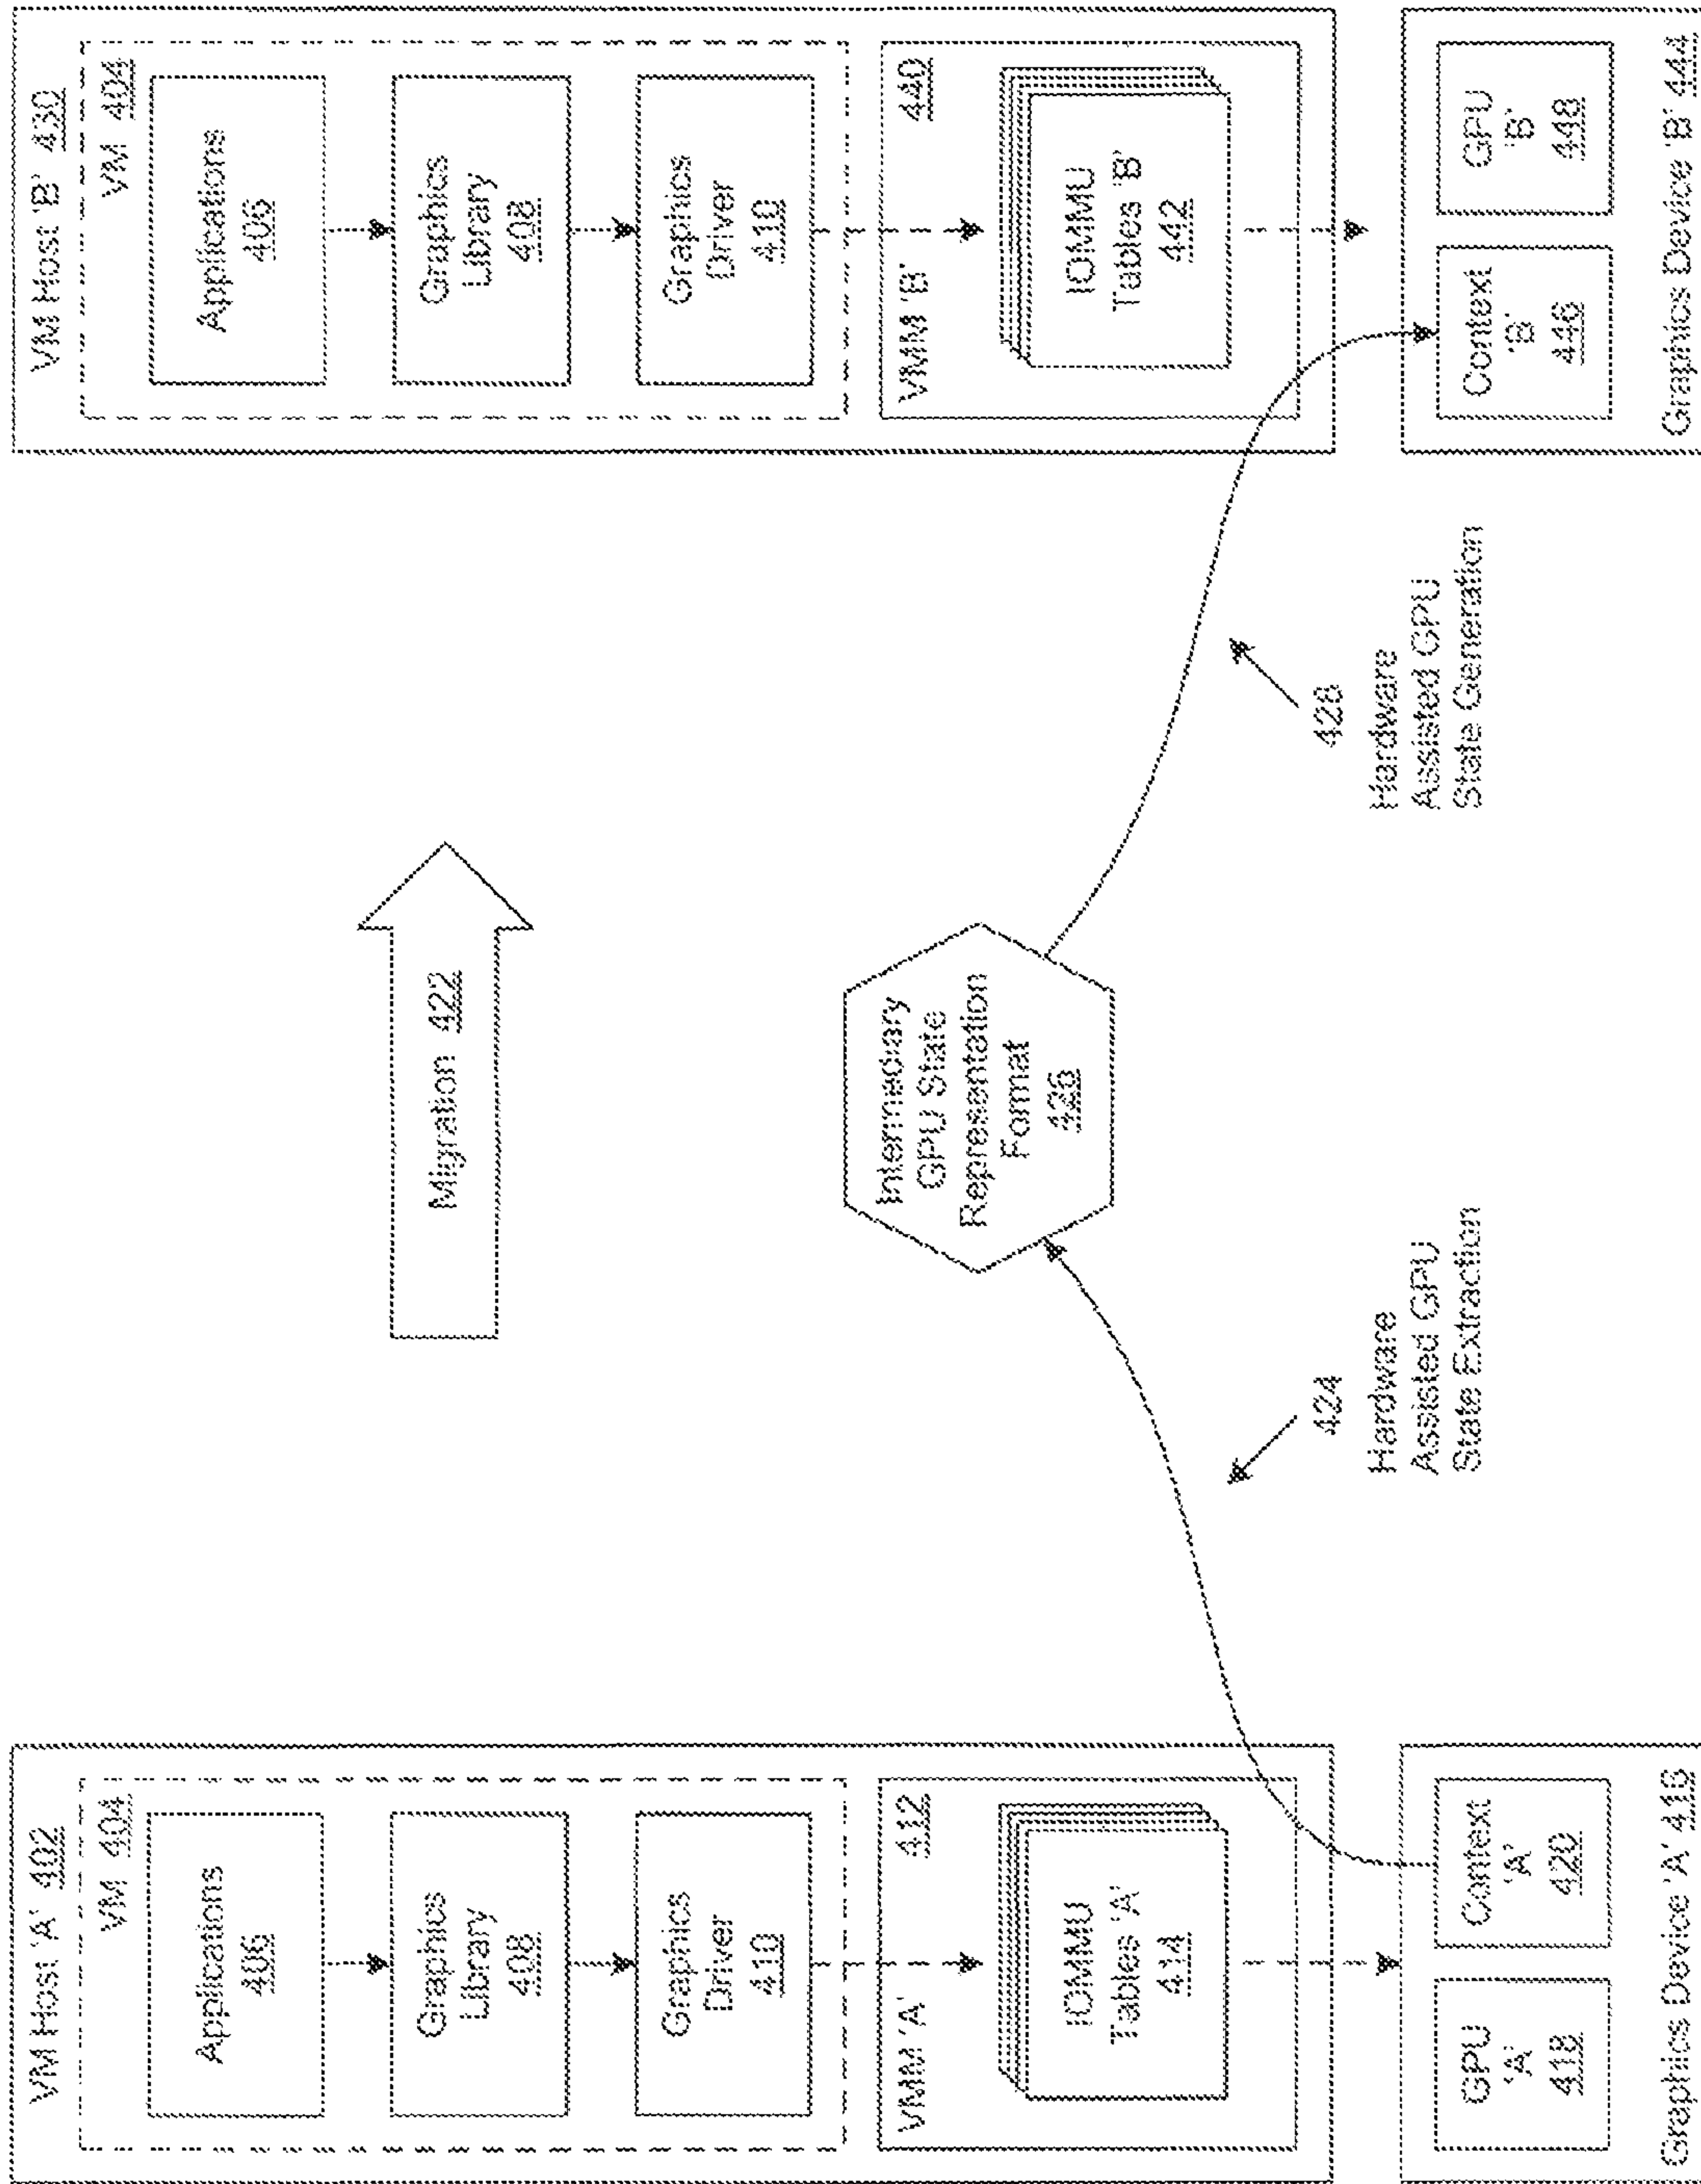 VM Host 'A' 402
VM 404
Applications
406
Graphics
Library
408
Graphics
Driver
410
VMM 'A' 412
IOMMU
Tables 'A'
414
GPU
'A'
418
Context
'A'
420
Graphics Device 'A' 416
Migration 422
Intermediary
GPU State
Representation
Format
426
424
Hardware
Assisted GPU
State Extraction
428
Hardware
Assisted GPU
State Generation
VM Host 'B' 430
VM 404
Applications
406
Graphics
Library
408
Graphics
Driver
410
VMM 'B' 440
IOMMU
Tables 'B'
442
Context
'B'
446
GPU
'B'
448
Graphics Device 'B' 444